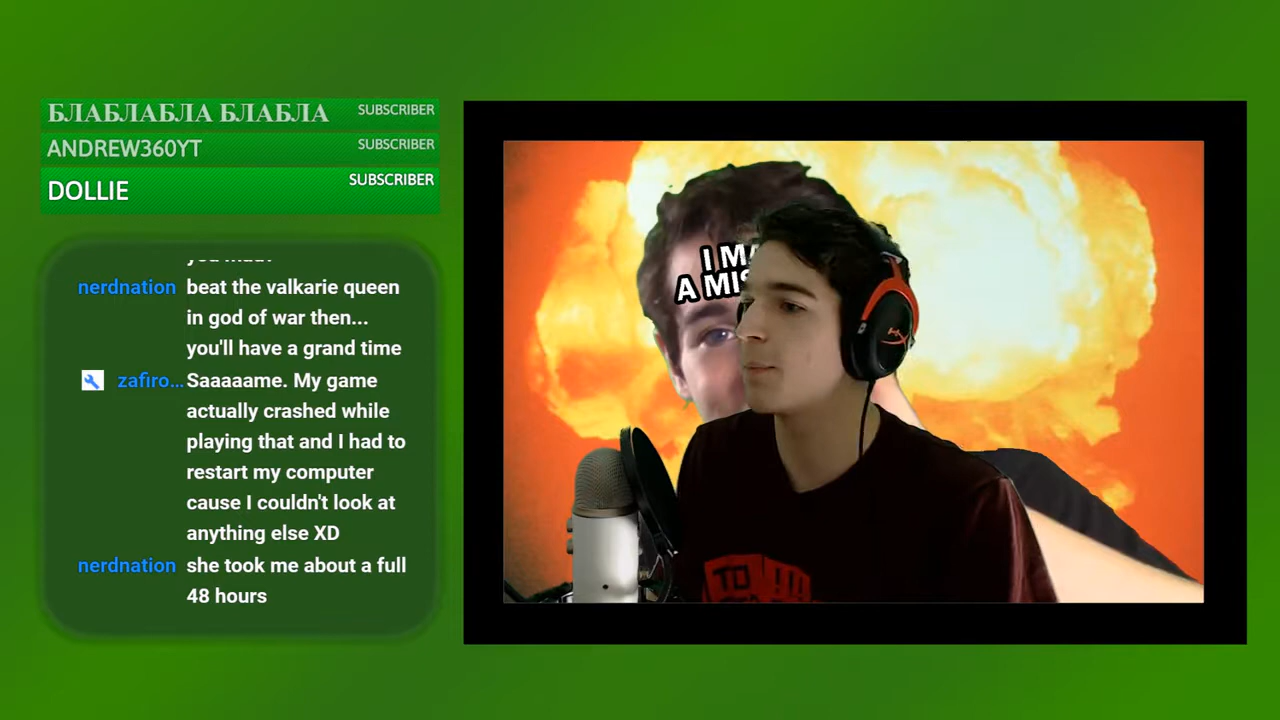 БЛАБЛАБЛА БЛАБЛА SUBSCRIBER
ANDREW360YT SUBSCRIBER
DOLLIE SUBSCRIBER
nerdnation beat the valkarie queen
in god of war then...
you'll have a grand time
zafiro... Saaaaame. My game
actually crashed while
playing that and I had to
restart my computer
cause I couldn't look at
anything else XD
nerdnation she took me about a full
48 hours
I M
A MIS
TO